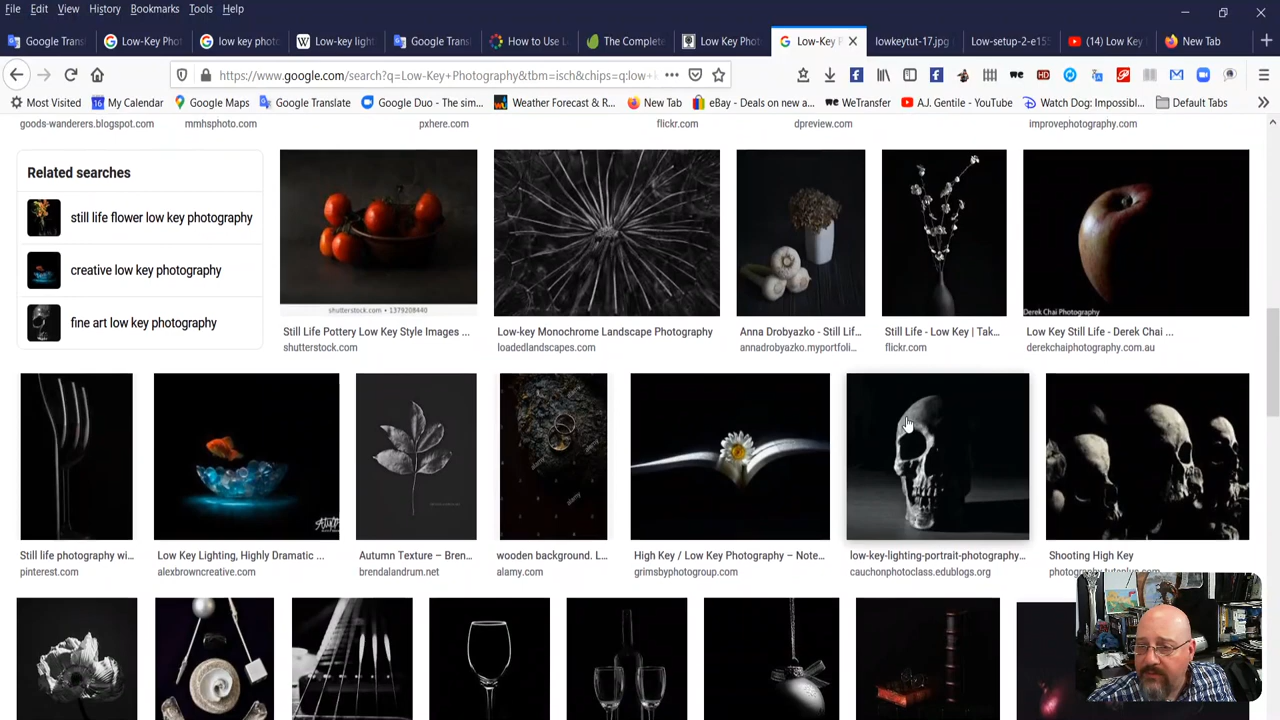 File Edit View History Bookmarks Tools Help
Google Tran
Low-Key Phot
low key photo
Low-key light
Google Transl
How to Use L
The Complete
Low Key Phot
Low-Key P
lowkeytut-17.jpg
Low-setup-2-e155
(14) Low Key
New Tab
https://www.google.com/search?q=Low-Key+Photography&tbm=isch&chips=q:low-k
Most Visited
16 My Calendar
Google Maps
Google Translate
Google Duo - The sim...
Weather Forecast & R...
New Tab
eBay - Deals on new a...
WeTransfer
A.J. Gentile - YouTube
Watch Dog: Impossibl...
Default Tabs
goods-wanderers.blogspot.com
mmhsphoto.com
pxhere.com
flickr.com
dpreview.com
improvephotography.com
Related searches
still life flower low key photography
creative low key photography
fine art low key photography
shutterstock.com • 1379208440
Derek Chai Photography
Still Life Pottery Low Key Style Images ...
shutterstock.com
Low-key Monochrome Landscape Photography
loadedlandscapes.com
Anna Drobyazko - Still Lif...
annadrobyazko.myportfoli...
Still Life - Low Key | Tak...
flickr.com
Low Key Still Life - Derek Chai ...
derekchaiphotography.com.au
alamy
Still life photography wi...
pinterest.com
Low Key Lighting, Highly Dramatic ...
alexbrowncreative.com
Autumn Texture – Bren...
brendalandrum.net
wooden background. L...
alamy.com
High Key / Low Key Photography – Note...
grimsbyphotogroup.com
low-key-lighting-portrait-photography...
cauchonphotoclass.edublogs.org
Shooting High Key